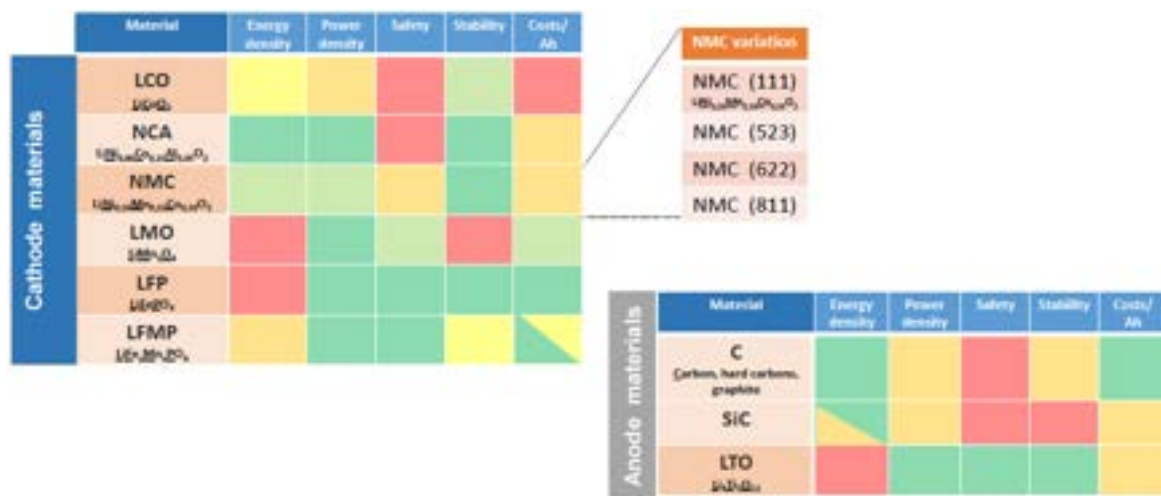 Material
Energy density
Power density
Safety
Stability
Costs/ Ah
Cathode materials
LCO
NCA
NMC
LMO
LFP
LFMP
NMC variation
NMC (111)
NMC (523)
NMC (622)
NMC (811)
Anode materials
Material
Energy density
Power density
Safety
Stability
Costs/ Ah
C
Carbon, hard carbons,
graphite
SiC
LTO